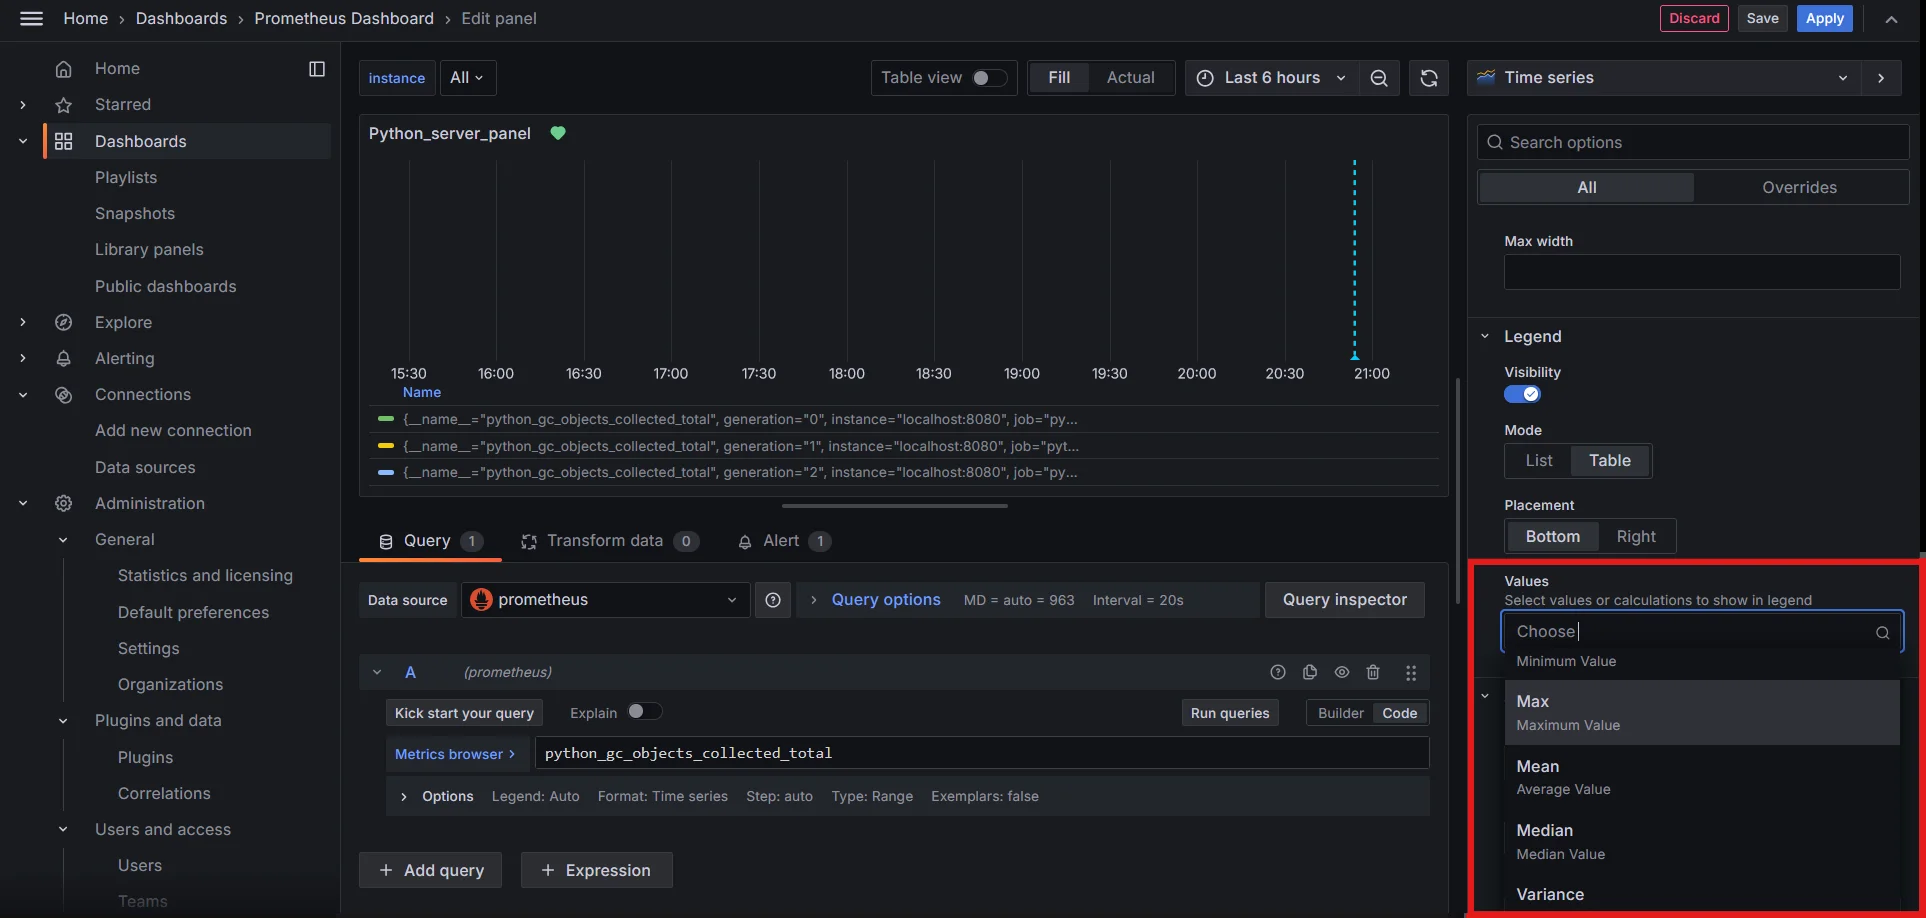 Home › Dashboards › Prometheus Dashboard › Edit panel
Discard Save Apply
Home
Starred
Dashboards
Playlists
Snapshots
Library panels
Public dashboards
Explore
Alerting
Connections
Add new connection
Data sources
Administration
General
Statistics and licensing
Default preferences
Settings
Organizations
Plugins and data
Plugins
Correlations
Users and access
Users
Teams
instance All
Table view Fill Actual Last 6 hours
Python_server_panel
15:30 16:00 16:30 17:00 17:30 18:00 18:30 19:00 19:30 20:00 20:30 21:00
Name
{__name__="python_gc_objects_collected_total", generation="0", instance="localhost:8080", job="py...
{__name__="python_gc_objects_collected_total", generation="1", instance="localhost:8080", job="pyt...
{__name__="python_gc_objects_collected_total", generation="2", instance="localhost:8080", job="py...
Query 1 Transform data 0 Alert 1
Data source prometheus Query options MD = auto = 963 Interval = 20s Query inspector
A (prometheus)
Kick start your query Explain Run queries Builder Code
Metrics browser python_gc_objects_collected_total
Options Legend: Auto Format: Time series Step: auto Type: Range Exemplars: false
+ Add query + Expression
Time series
Search options
All Overrides
Max width
Legend
Visibility
Mode
List Table
Placement
Bottom Right
Values
Select values or calculations to show in legend
Choose
Minimum Value
Max
Maximum Value
Mean
Average Value
Median
Median Value
Variance